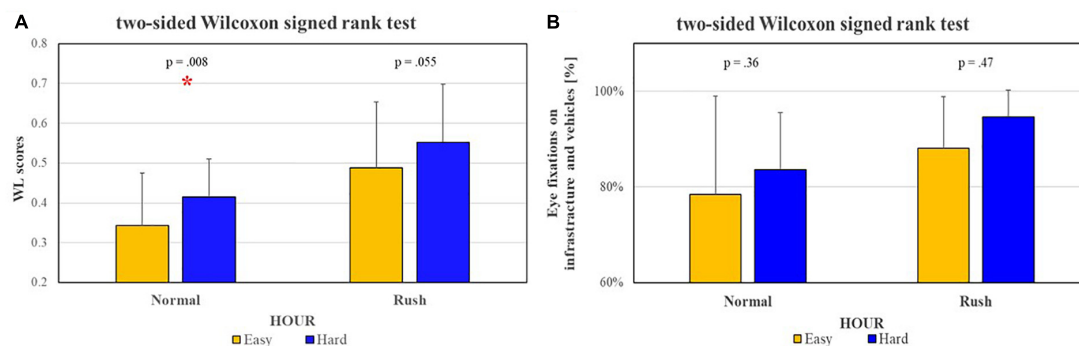 A
two-sided Wilcoxon signed rank test
0.8
0.7
0.6
0.5
0.4
0.3
0.2
WL scores
p = .008
*
p = .055
Normal
Rush
HOUR
Easy
Hard
B
two-sided Wilcoxon signed rank test
Eye fixations on
infrastracture and vehicles [%]
100%
80%
60%
p = .36
p = .47
Normal
Rush
HOUR
Easy
Hard